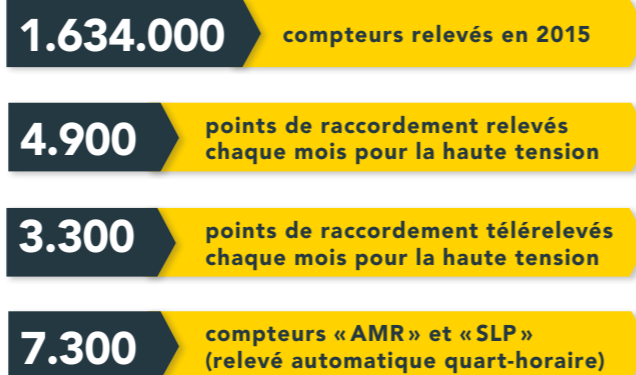 1.634.000 compteurs relevés en 2015
4.900 points de raccordement relevés
chaque mois pour la haute tension
3.300 points de raccordement télérelevés
chaque mois pour la haute tension
7.300 compteurs « AMR » et « SLP »
(relevé automatique quart-horaire)